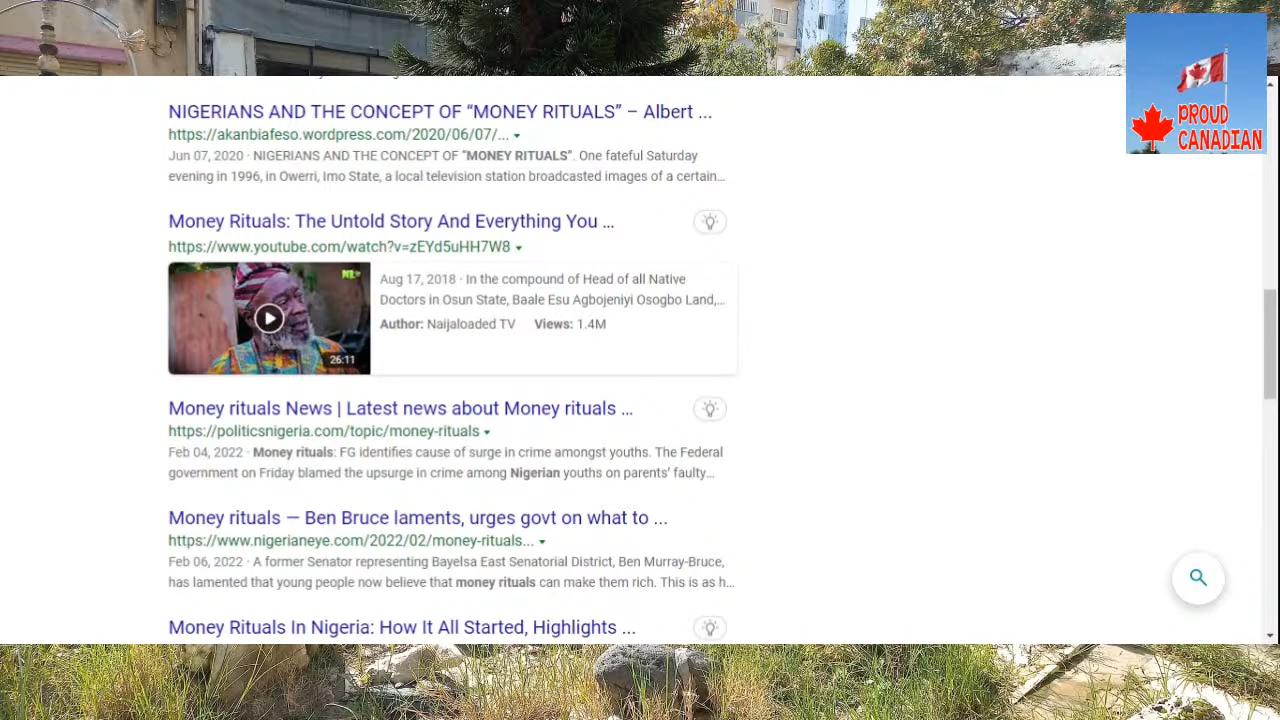 PROUD
CANADIAN
NIGERIANS AND THE CONCEPT OF “MONEY RITUALS” – Albert ...
https://akanbiafeso.wordpress.com/2020/06/07/...
Jun 07, 2020 · NIGERIANS AND THE CONCEPT OF "MONEY RITUALS". One fateful Saturday
evening in 1996, in Owerri, Imo State, a local television station broadcasted images of a certain...
Money Rituals: The Untold Story And Everything You ...
https://www.youtube.com/watch?v=zEYd5uHH7W8
NL
26:11
Aug 17, 2018 · In the compound of Head of all Native
Doctors in Osun State, Baale Esu Agbojeniyi Osogbo Land,...
Author: Naijaloaded TV Views: 1.4M
Money rituals News | Latest news about Money rituals ...
https://politicsnigeria.com/topic/money-rituals
Feb 04, 2022 · Money rituals: FG identifies cause of surge in crime amongst youths. The Federal
government on Friday blamed the upsurge in crime among Nigerian youths on parents’ faulty...
Money rituals — Ben Bruce laments, urges govt on what to ...
https://www.nigerianeye.com/2022/02/money-rituals...
Feb 06, 2022 · A former Senator representing Bayelsa East Senatorial District, Ben Murray-Bruce,
has lamented that young people now believe that money rituals can make them rich. This is as h...
Money Rituals In Nigeria: How It All Started, Highlights ...